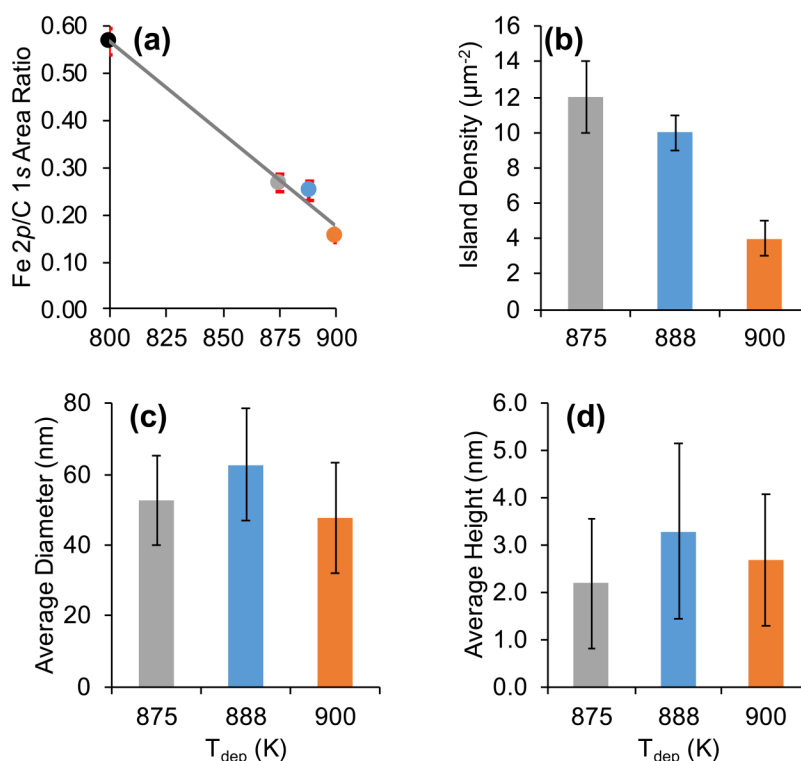 (a)
Fe 2p/C 1s Area Ratio
0.60
0.50
0.40
0.30
0.20
0.10
0.00
800 825 850 875 900
(b)
Island Density (μm⁻²)
16
14
12
10
8
6
4
2
0
875 888 900
(c)
Average Diameter (nm)
80
60
40
20
0
875 888 900
T_dep (K)
(d)
Average Height (nm)
6.0
5.0
4.0
3.0
2.0
1.0
0.0
875 888 900
T_dep (K)